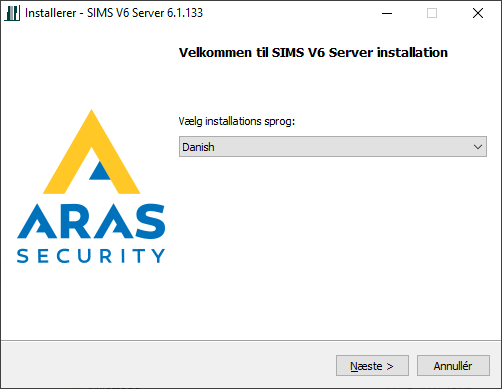 Installerer - SIMS V6 Server 6.1.133
Velkommen til SIMS V6 Server installation
Vælg installations sprog:
Danish
ARAS
SECURITY
Næste >
Annullér